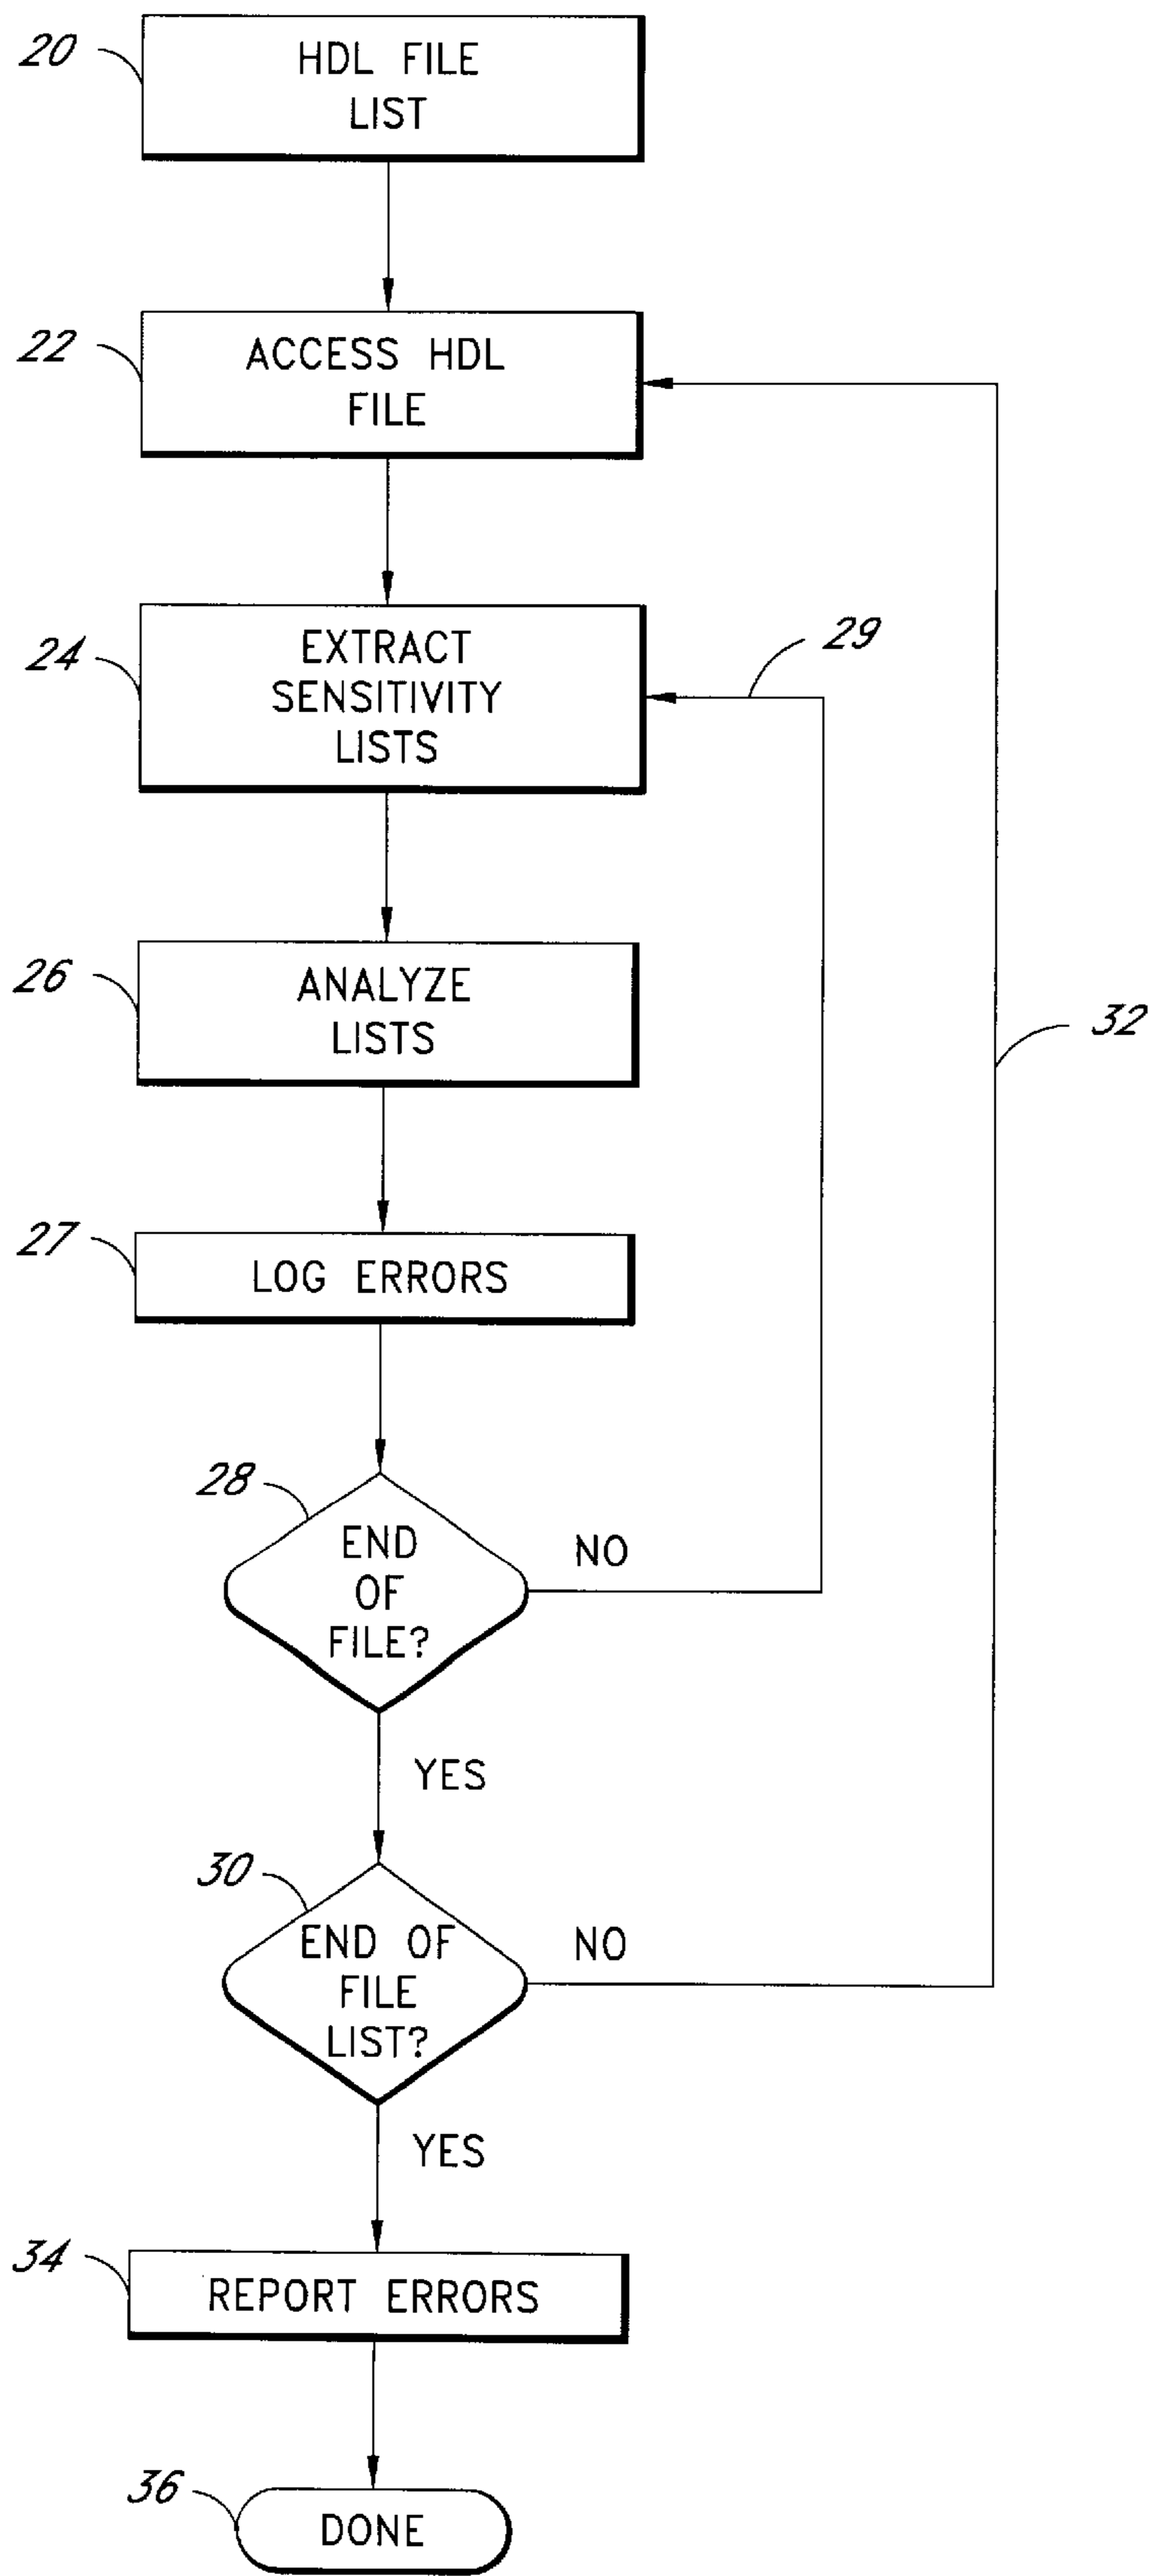 20
HDL FILE
LIST
22
ACCESS HDL
FILE
24
EXTRACT
SENSITIVITY
LISTS
29
26
ANALYZE
LISTS
32
27
LOG ERRORS
28
END
OF
FILE?
NO
YES
30
END OF
FILE
LIST?
NO
YES
34
REPORT ERRORS
36
DONE